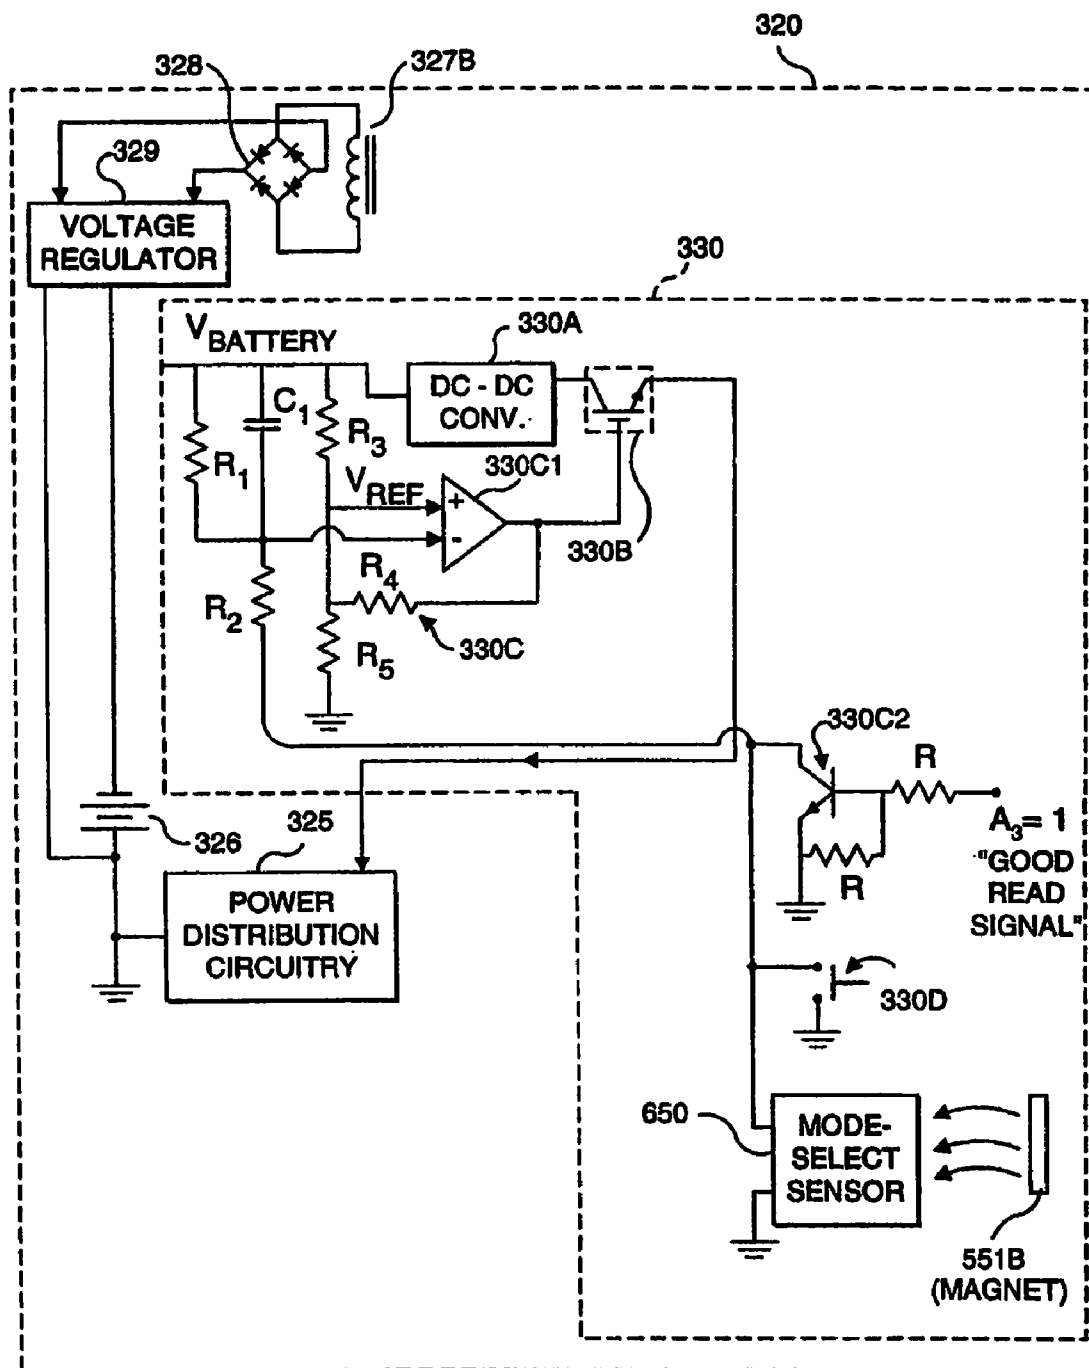 320
328
327B
329
VOLTAGE
REGULATOR
330
V BATTERY
330A
DC - DC
CONV.
C1
R3
R1
330C1
VREF
+
-
330B
R4
R2
330C
R5
330C2
R
A3 = 1
"GOOD
READ
SIGNAL"
R
326
325
POWER
DISTRIBUTION
CIRCUITRY
330D
650
MODE-
SELECT
SENSOR
551B
(MAGNET)